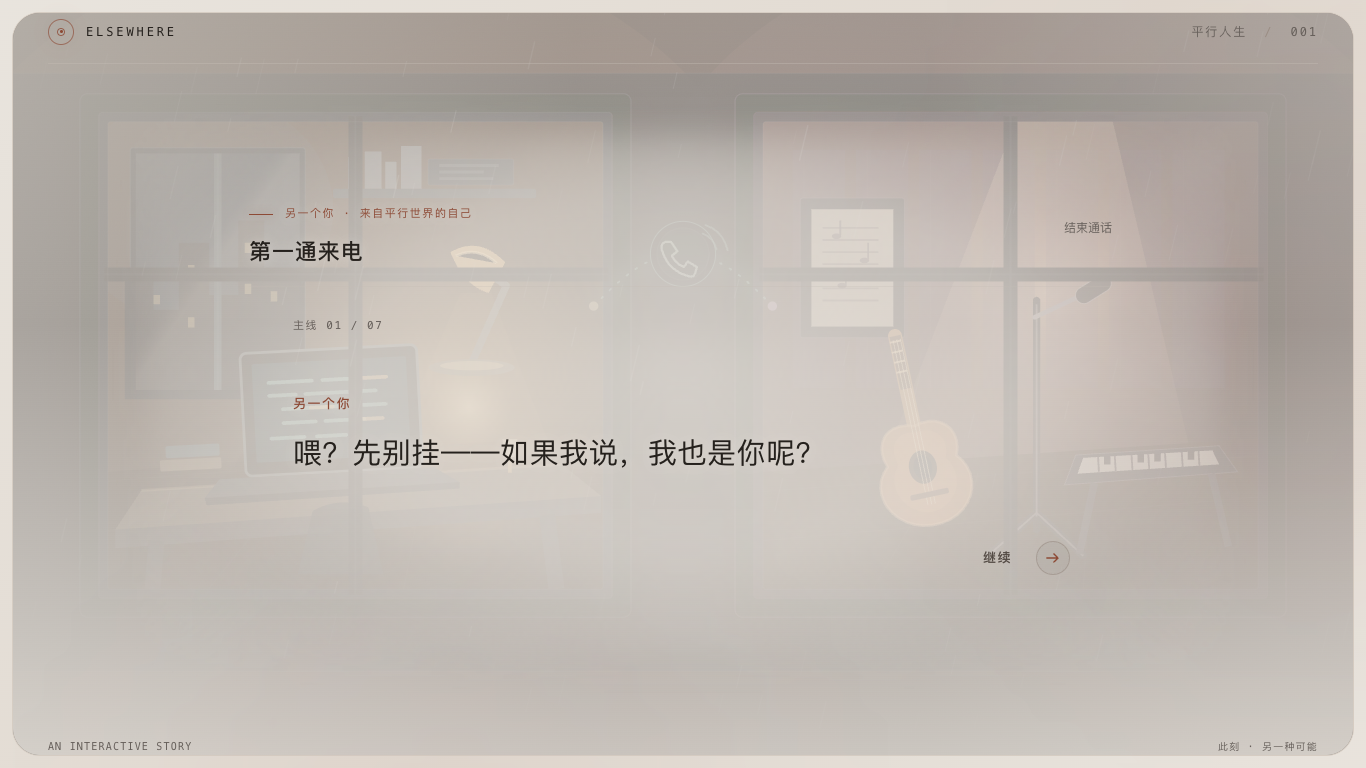 ELSEWHERE
平行人生 / 001
另一个你 · 来自平行世界的自己
第一通来电
结束通话
主线 01 / 07
另一个你
喂？先别挂——如果我说，我也是你呢？
继续
AN INTERACTIVE STORY
此刻 · 另一种可能